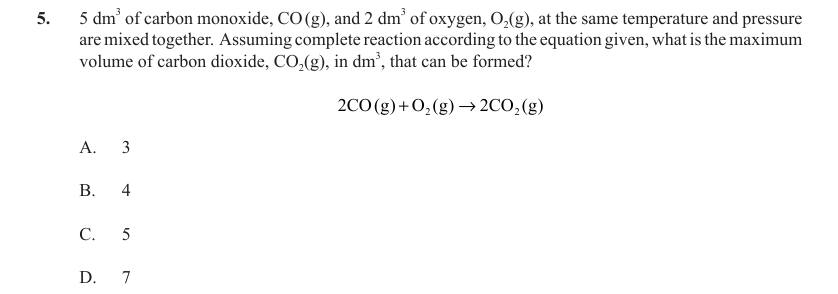 5. 5 dm³ of carbon monoxide, CO(g), and 2 dm³ of oxygen, O₂(g), at the same temperature and pressure
are mixed together. Assuming complete reaction according to the equation given, what is the maximum
volume of carbon dioxide, CO₂(g), in dm³, that can be formed?
2CO(g)+O₂(g)→2CO₂(g)
A. 3
B. 4
C. 5
D. 7